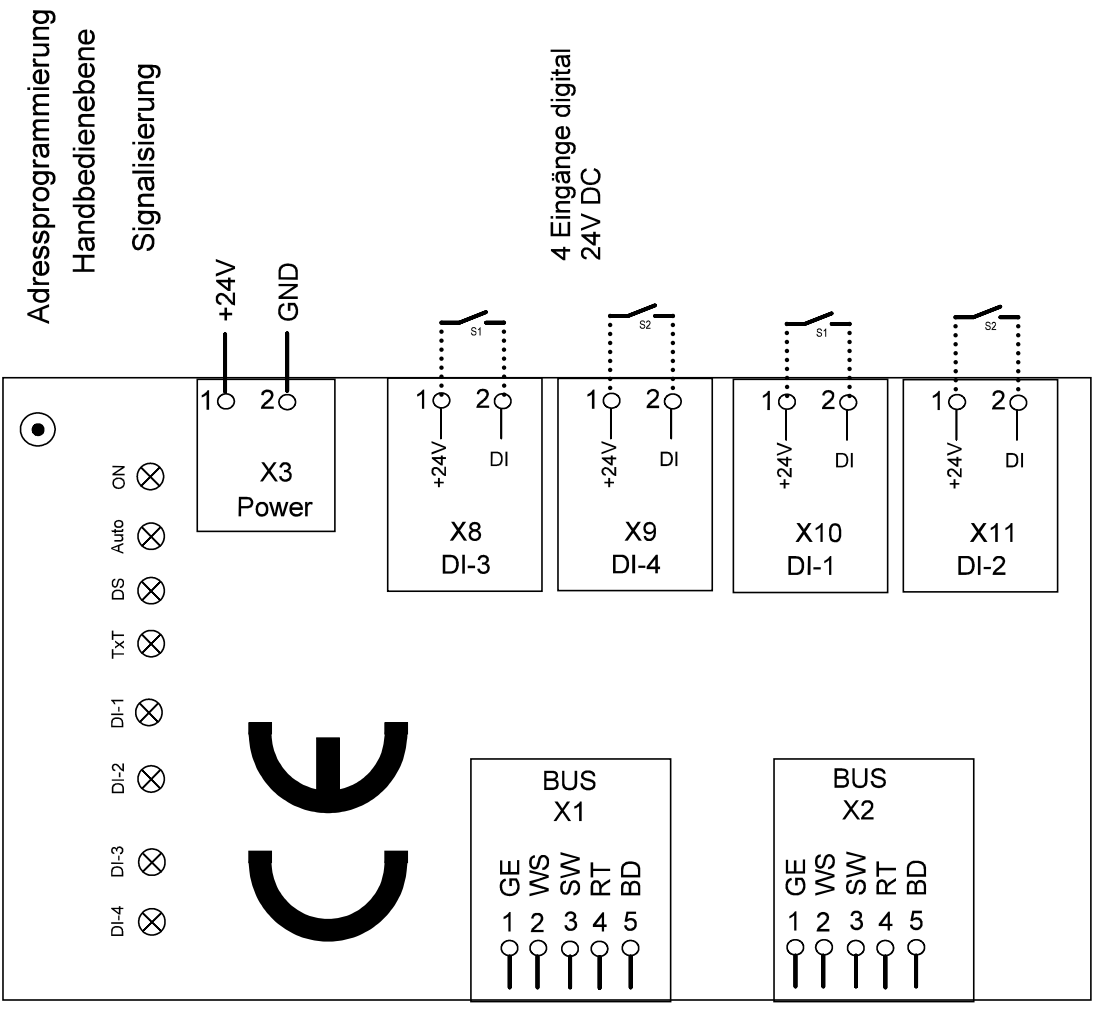 Adressprogrammierung
Handbedienebene
Signalisierung
4 Eingänge digital
24V DC
+24V
GND
S1
S2
S1
S2
1 2
X3
Power
1 2
+24V DI
X8
DI-3
1 2
+24V DI
X9
DI-4
1 2
+24V DI
X10
DI-1
1 2
+24V DI
X11
DI-2
ON
Auto
DS
TxT
DI-1
DI-2
DI-3
DI-4
CE
BUS
X1
GE WS SW RT BD
1 2 3 4 5
BUS
X2
GE WS SW RT BD
1 2 3 4 5